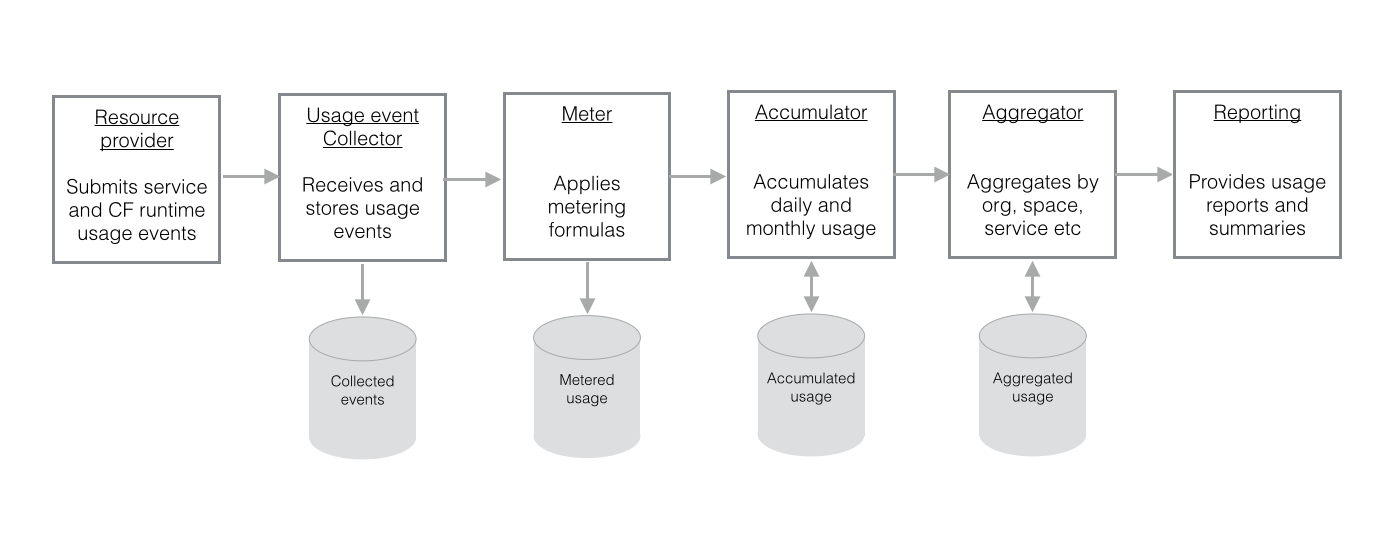 Resource
provider
Submits service
and CF runtime
usage events
Usage event
Collector
Receives and
stores usage
events
Meter
Applies
metering
formulas
Accumulator
Accumulates
daily and
monthly usage
Aggregator
Aggregates by
org, space,
service etc
Reporting
Provides usage
reports and
summaries
Collected
events
Metered
usage
Accumulated
usage
Aggregated
usage